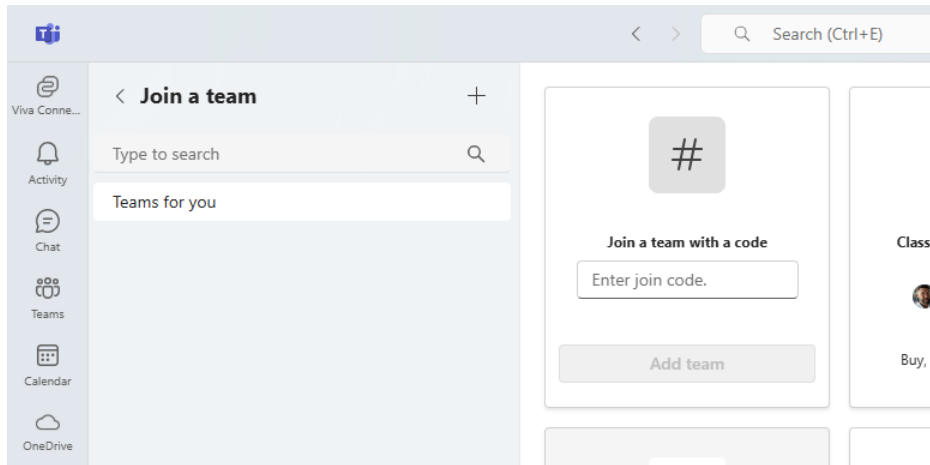 Search (Ctrl+E)
Viva Conne...
Activity
Chat
Teams
Calendar
OneDrive
Join a team
Type to search
Teams for you
#
Join a team with a code
Enter join code.
Add team
Class
Buy,